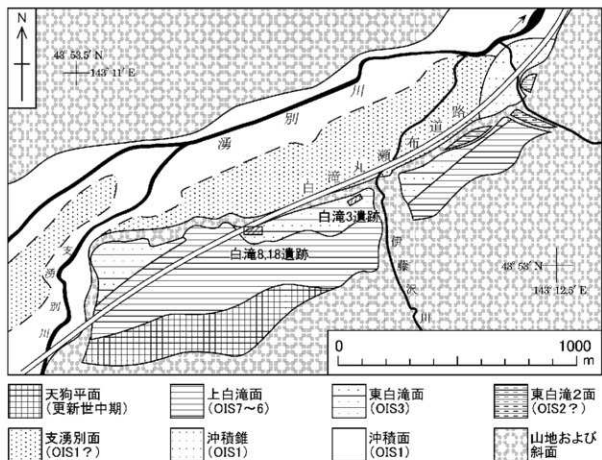 N
43°53.5′N
143°11′E
湧別川
白滝丸瀬布道路
白滝3遺跡
白滝8,18遺跡
支湧別川
伊藤沢川
43°53′N
143°12.5′E
0 1000
m
天狗平面
(更新世中期)
上白滝面
(OIS7～6)
東白滝面
(OIS3)
東白滝2面
(OIS2?)
支湧別面
(OIS1?)
沖積錐
(OIS1)
沖積面
(OIS1)
山地および
斜面